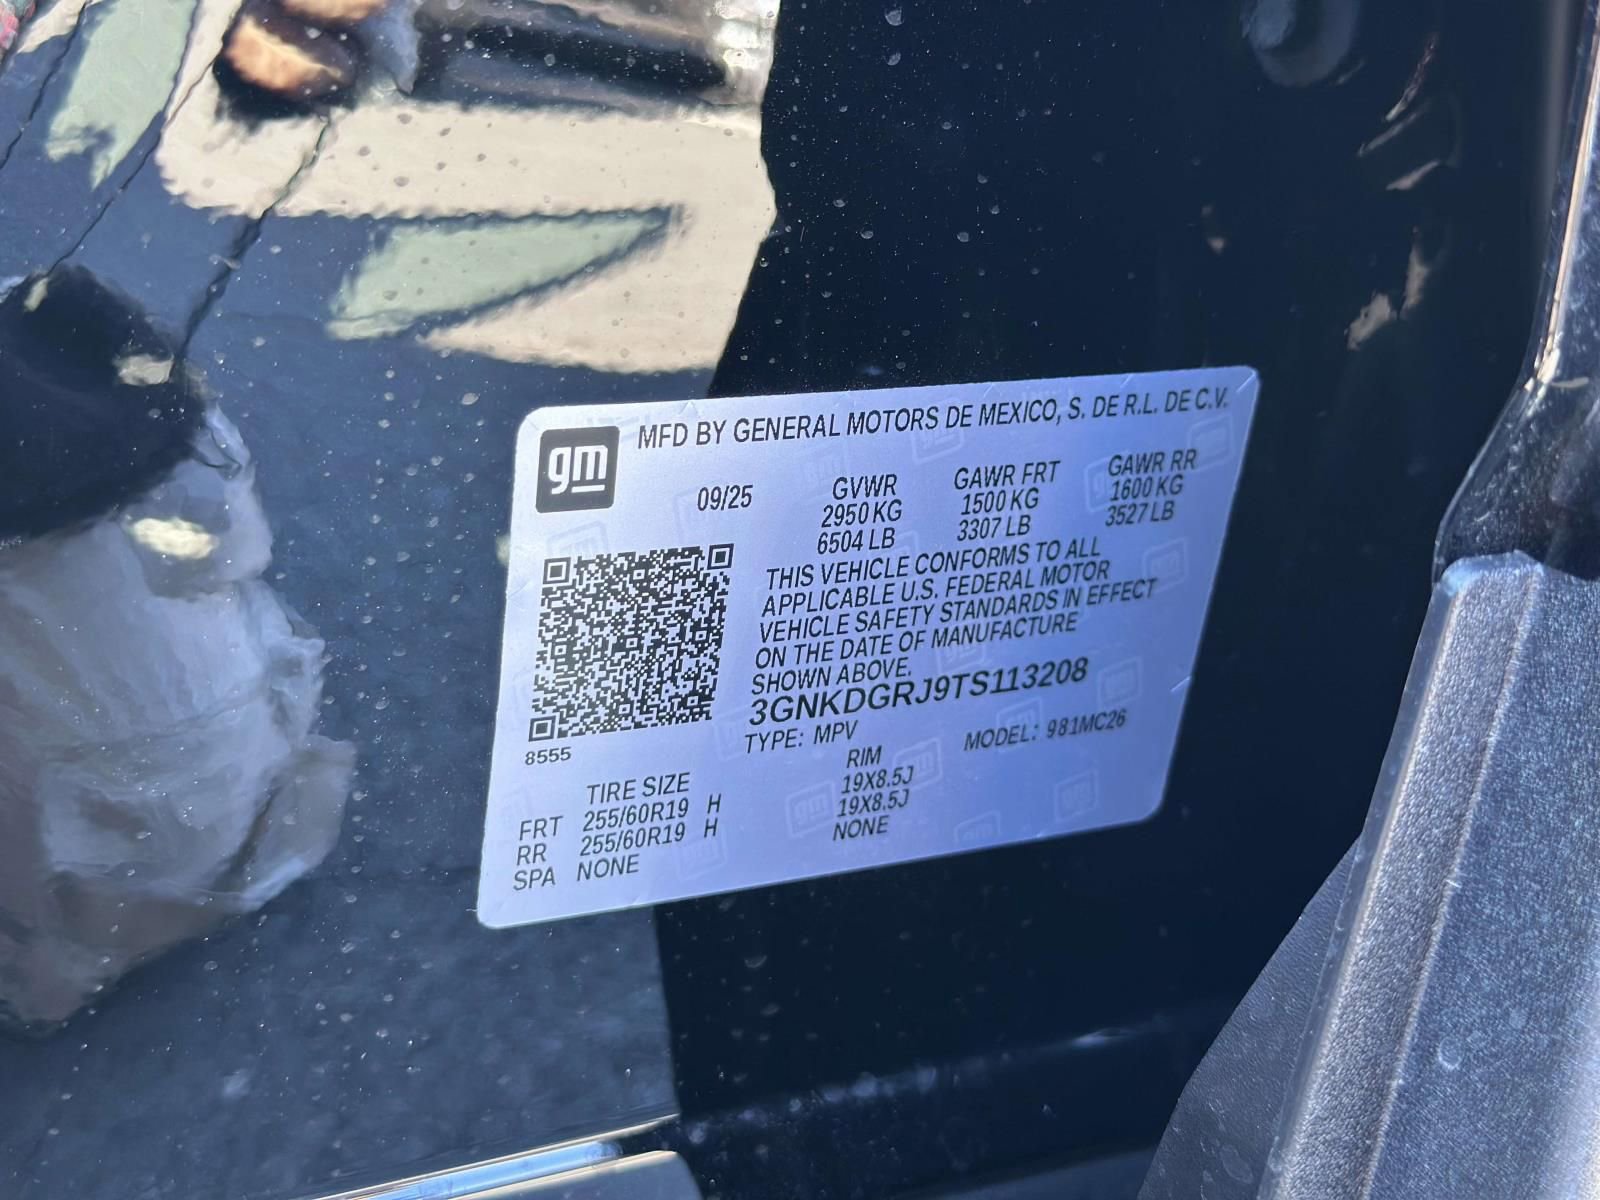 gm
MFD BY GENERAL MOTORS DE MEXICO, S. DE R.L. DE C.V.
09/25 GVWR GAWR FRT GAWR RR
2950 KG 1500 KG 1600 KG
6504 LB 3307 LB 3527 LB
THIS VEHICLE CONFORMS TO ALL
APPLICABLE U.S. FEDERAL MOTOR
VEHICLE SAFETY STANDARDS IN EFFECT
ON THE DATE OF MANUFACTURE
SHOWN ABOVE.
3GNKDGRJ9TS113208
8555
TYPE: MPV MODEL: 981MC26
TIRE SIZE RIM
FRT 255/60R19 H 19X8.5J
RR 255/60R19 H 19X8.5J
SPA NONE NONE